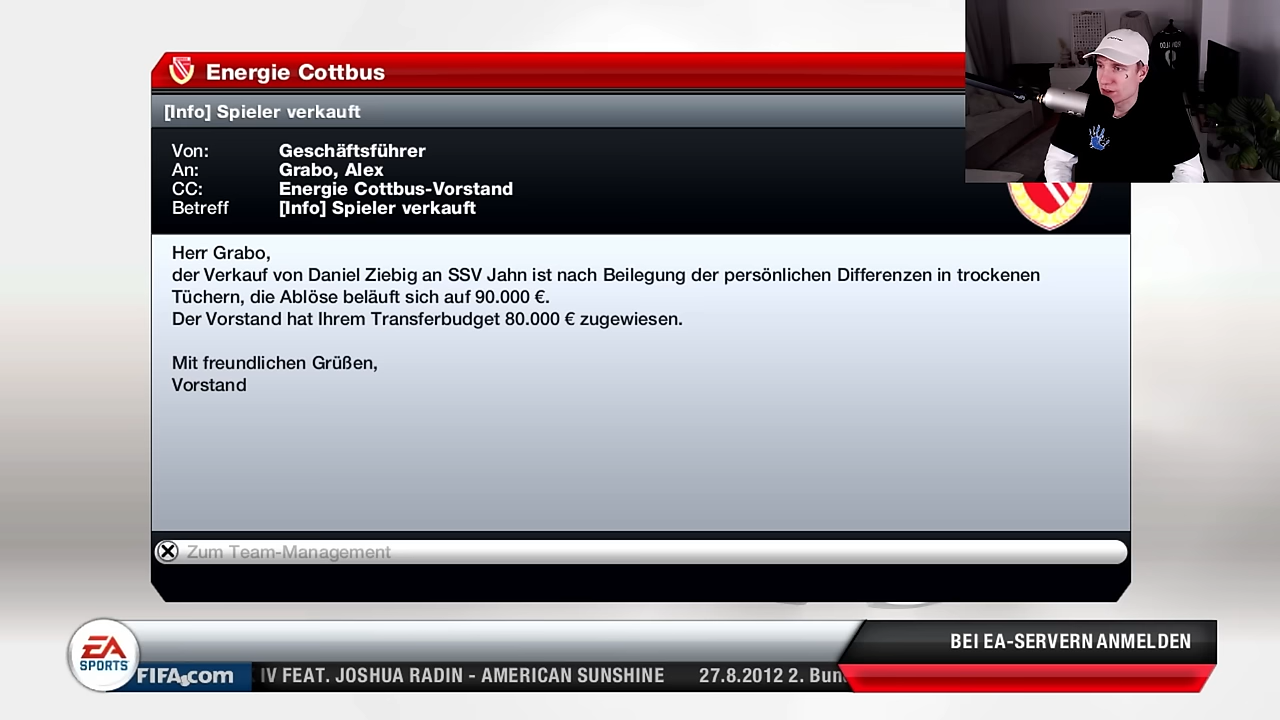 Energie Cottbus
[Info] Spieler verkauft
Von: Geschäftsführer
An: Grabo, Alex
CC: Energie Cottbus-Vorstand
Betreff [Info] Spieler verkauft
Herr Grabo,
der Verkauf von Daniel Ziebig an SSV Jahn ist nach Beilegung der persönlichen Differenzen in trockenen
Tüchern, die Ablöse beläuft sich auf 90.000 €.
Der Vorstand hat Ihrem Transferbudget 80.000 € zugewiesen.
Mit freundlichen Grüßen,
Vorstand
Zum Team-Management
EA
SPORTS
BEI EA-SERVERN ANMELDEN
FIFA.com
IV FEAT. JOSHUA RADIN - AMERICAN SUNSHINE 27.8.2012 2. Bun